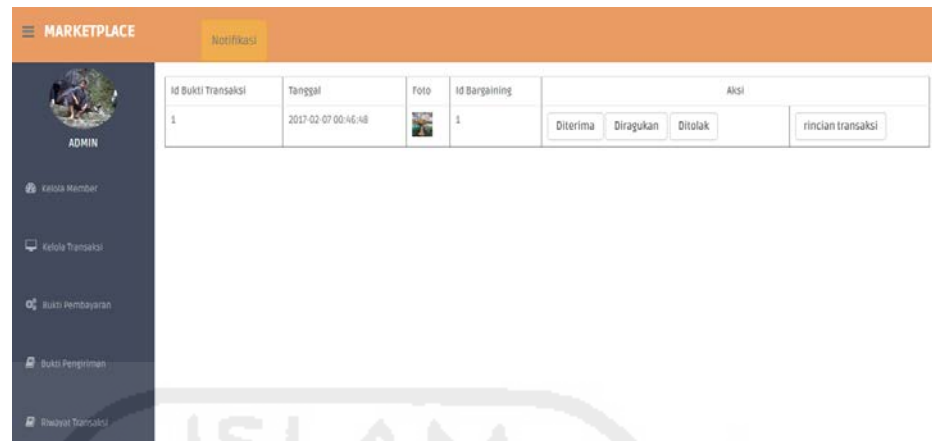 MARKETPLACE
Notifikasi
ADMIN
Kelola Member
Kelola Transaksi
Bukti Pembayaran
Bukti Pengiriman
Riwayat Transaksi
Id Bukti Transaksi Tanggal Foto Id Bargaining Aksi
1 2017-02-07 00:46:48 1 Diterima Diragukan Ditolak rincian transaksi
ISLAM